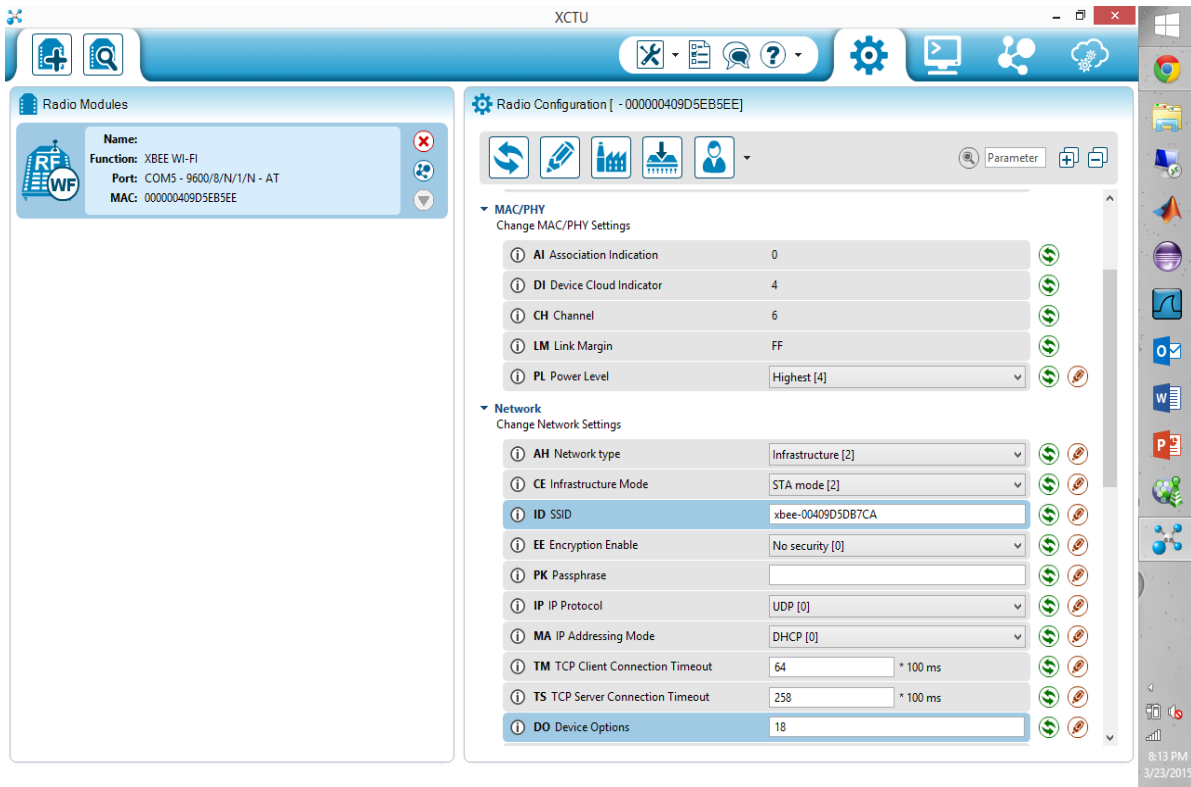 XCTU
Radio Modules
Name:
Function: XBEE WI-FI
Port: COM5 - 9600/8/N/1/N - AT
MAC: 000000409D5EB5EE
RF
WF
Radio Configuration [ - 000000409D5EB5EE]
Parameter
MAC/PHY
Change MAC/PHY Settings
AI Association Indication 0
DI Device Cloud Indicator 4
CH Channel 6
LM Link Margin FF
PL Power Level Highest [4]
Network
Change Network Settings
AH Network type Infrastructure [2]
CE Infrastructure Mode STA mode [2]
ID SSID xbee-00409D5DB7CA
EE Encryption Enable No security [0]
PK Passphrase
IP IP Protocol UDP [0]
MA IP Addressing Mode DHCP [0]
TM TCP Client Connection Timeout 64 * 100 ms
TS TCP Server Connection Timeout 258 * 100 ms
DO Device Options 18
8:13 PM
3/23/2015